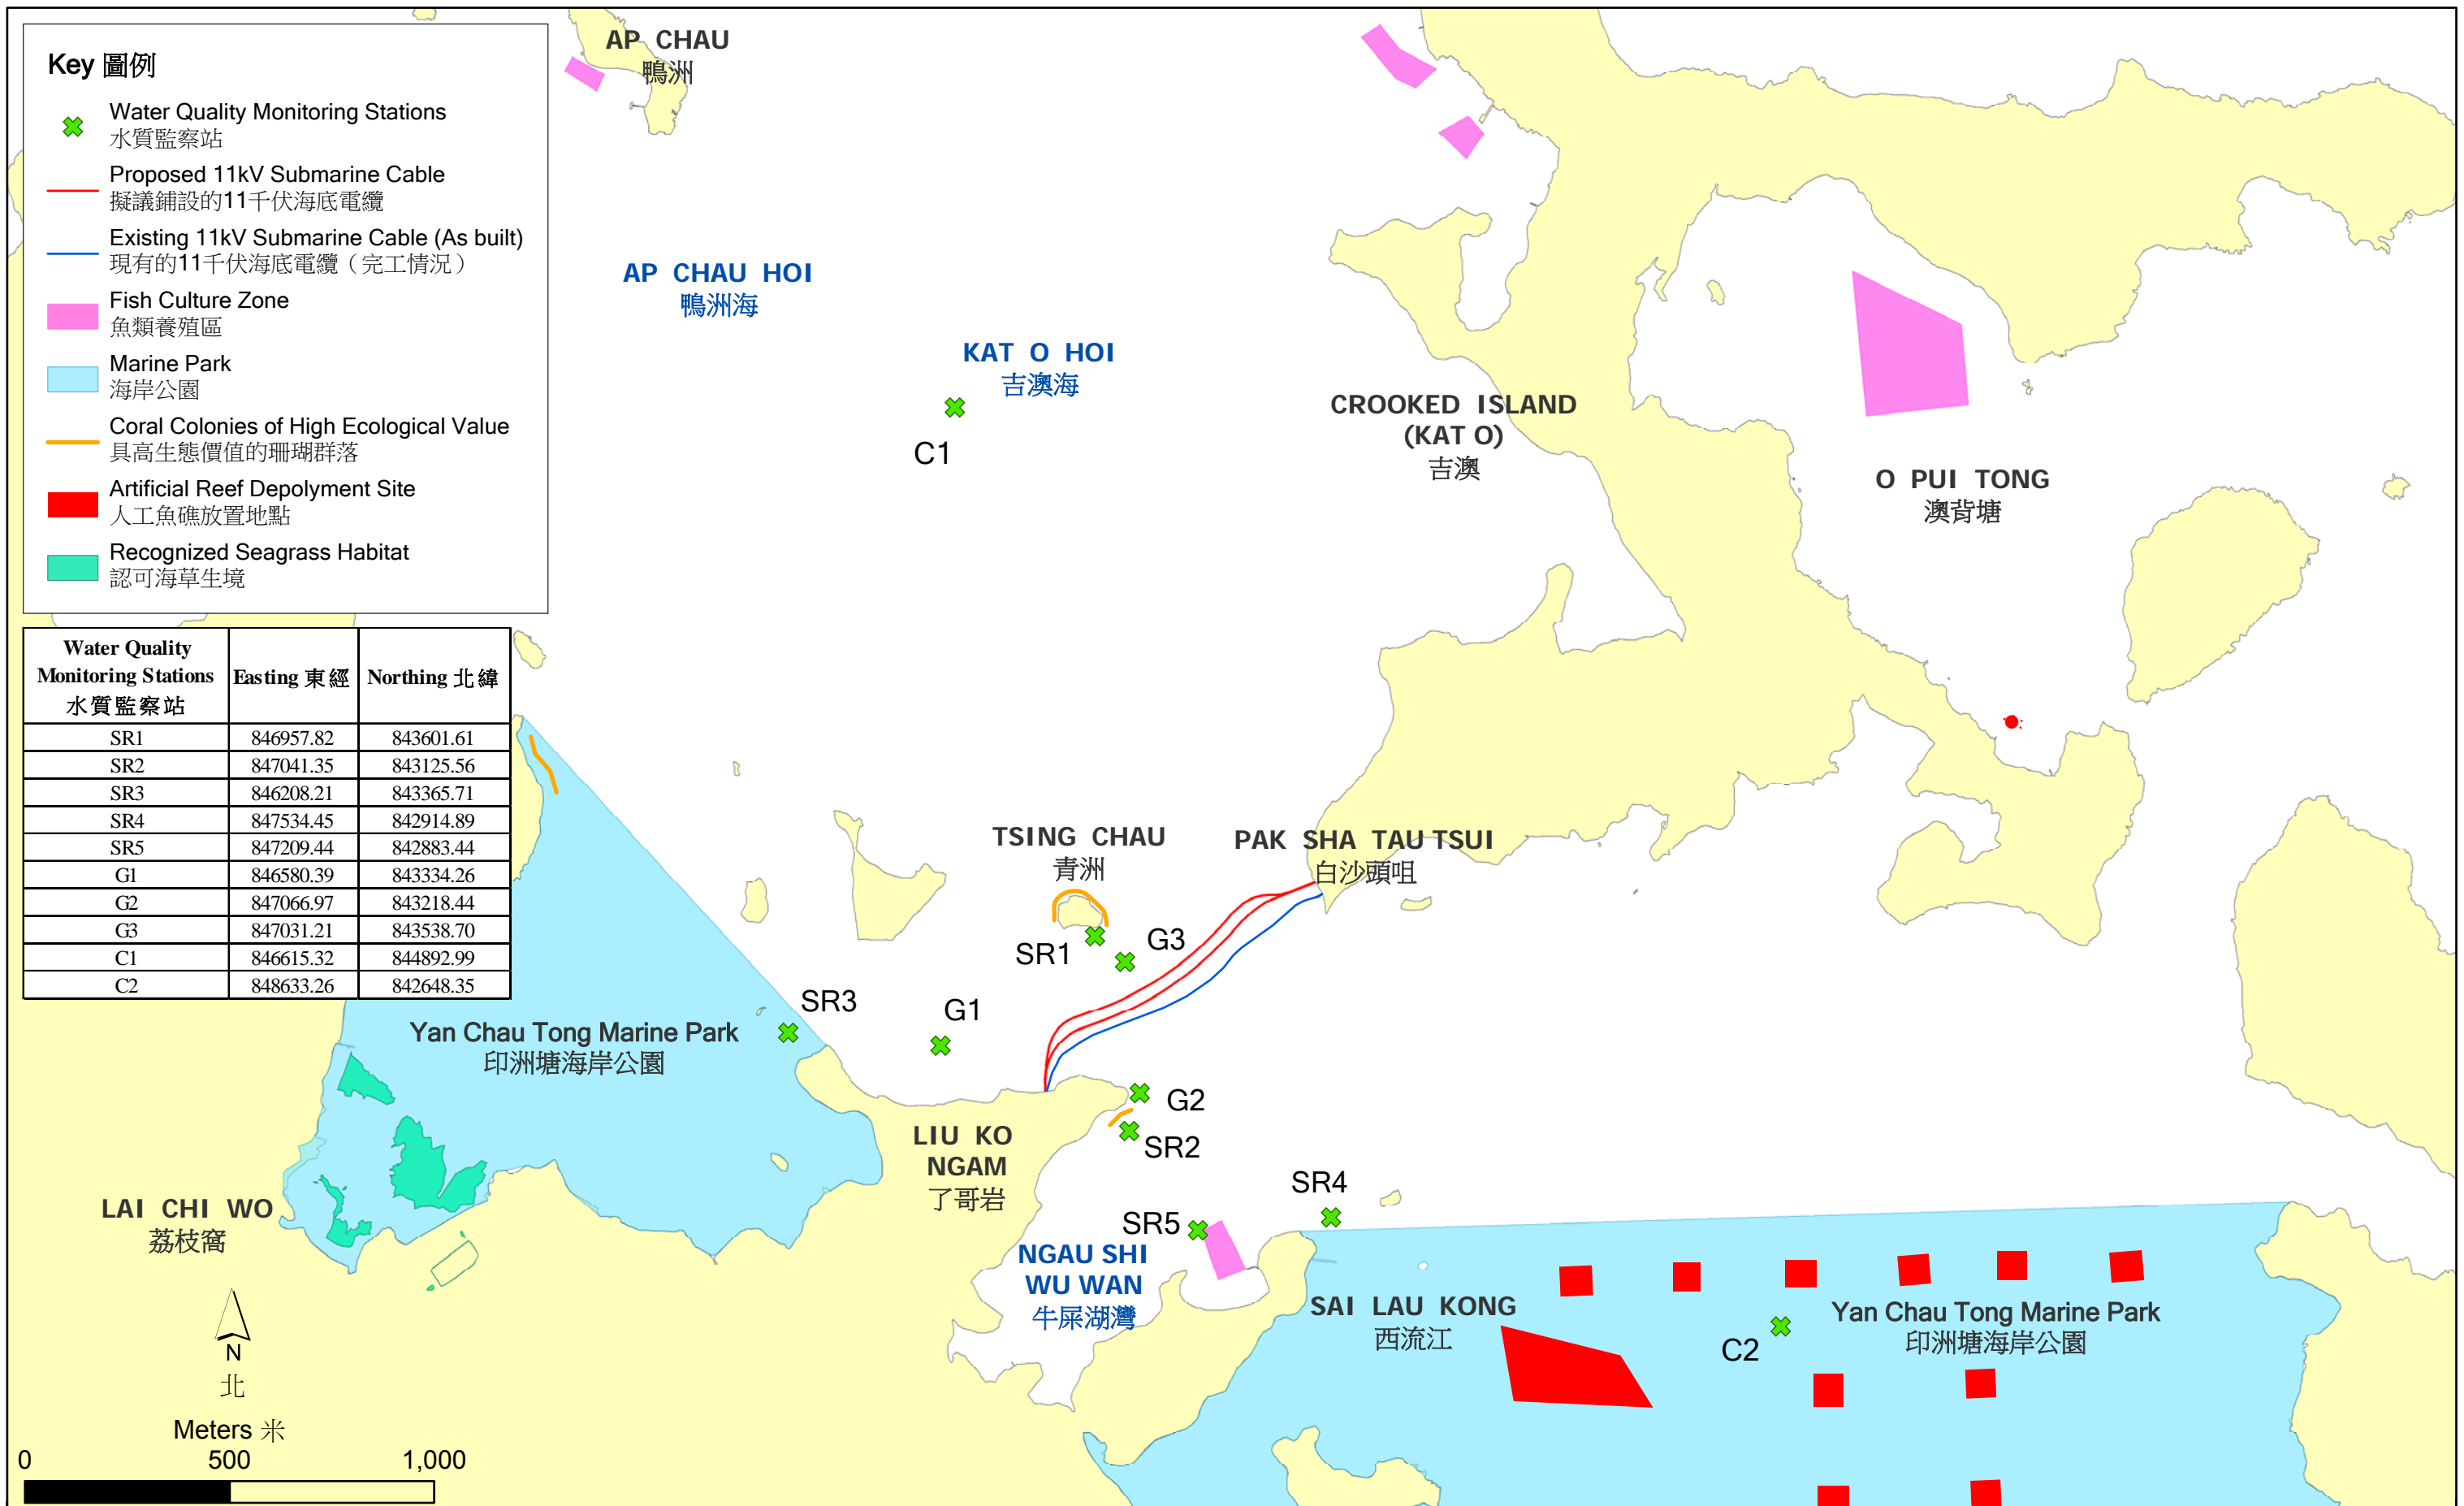 Key 圖例
Water Quality Monitoring Stations
水質監察站
Proposed 11kV Submarine Cable
擬議鋪設的11千伏海底電纜
Existing 11kV Submarine Cable (As built)
現有的11千伏海底電纜（完工情況）
Fish Culture Zone
魚類養殖區
Marine Park
海岸公園
Coral Colonies of High Ecological Value
具高生態價值的珊瑚群落
Artificial Reef Depolyment Site
人工魚礁放置地點
Recognized Seagrass Habitat
認可海草生境
Water Quality
Monitoring Stations
水質監察站
Easting 東經
Northing 北緯
SR1 846957.82 843601.61
SR2 847041.35 843125.56
SR3 846208.21 843365.71
SR4 847534.45 842914.89
SR5 847209.44 842883.44
G1 846580.39 843334.26
G2 847066.97 843218.44
G3 847031.21 843538.70
C1 846615.32 844892.99
C2 848633.26 842648.35
AP CHAU
鴨洲
AP CHAU HOI
鴨洲海
KAT O HOI
吉澳海
C1
CROOKED ISLAND
(KAT O)
吉澳
O PUI TONG
澳背塘
TSING CHAU
青洲
PAK SHA TAU TSUI
白沙頭咀
SR1
G3
SR3
G1
Yan Chau Tong Marine Park
印洲塘海岸公園
G2
SR2
LIU KO
NGAM
了哥岩
SR4
SR5
LAI CHI WO
荔枝窩
NGAU SHI
WU WAN
牛屎湖灣
SAI LAU KONG
西流江
Yan Chau Tong Marine Park
印洲塘海岸公園
C2
N
北
Meters 米
0 500 1,000